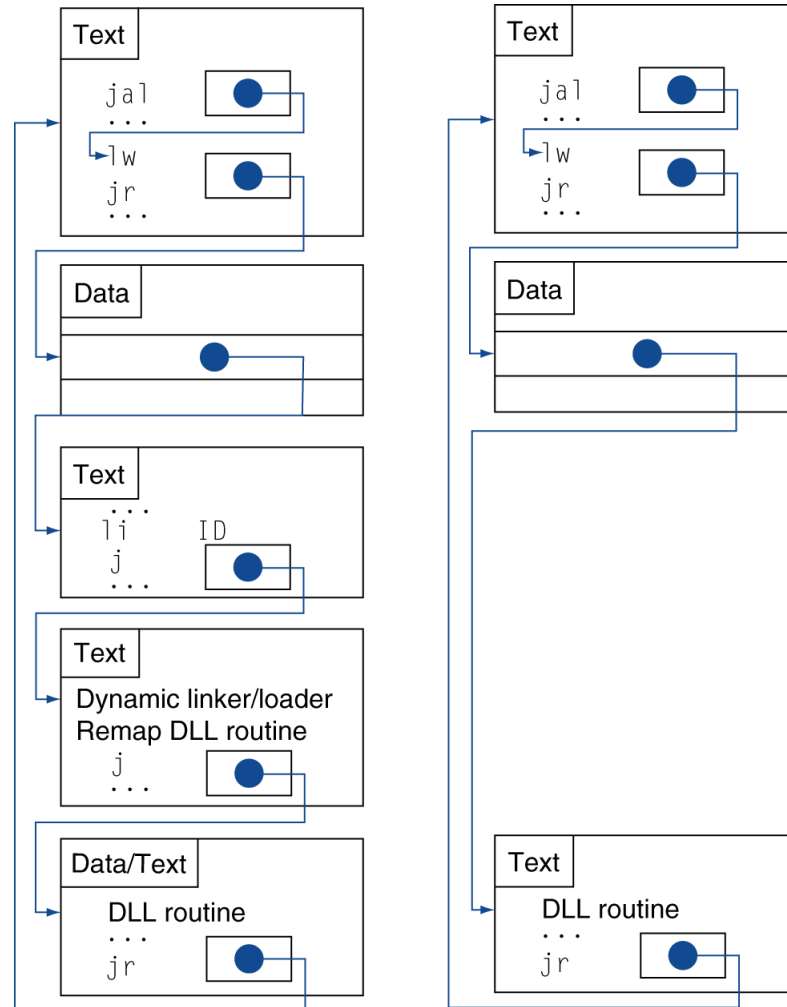 Text
jal
...
lw
jr
...
Data
Text
...
li ID
j
...
Text
Dynamic linker/loader
Remap DLL routine
j
...
Data/Text
DLL routine
...
jr
Text
jal
...
lw
jr
...
Data
Text
DLL routine
...
jr